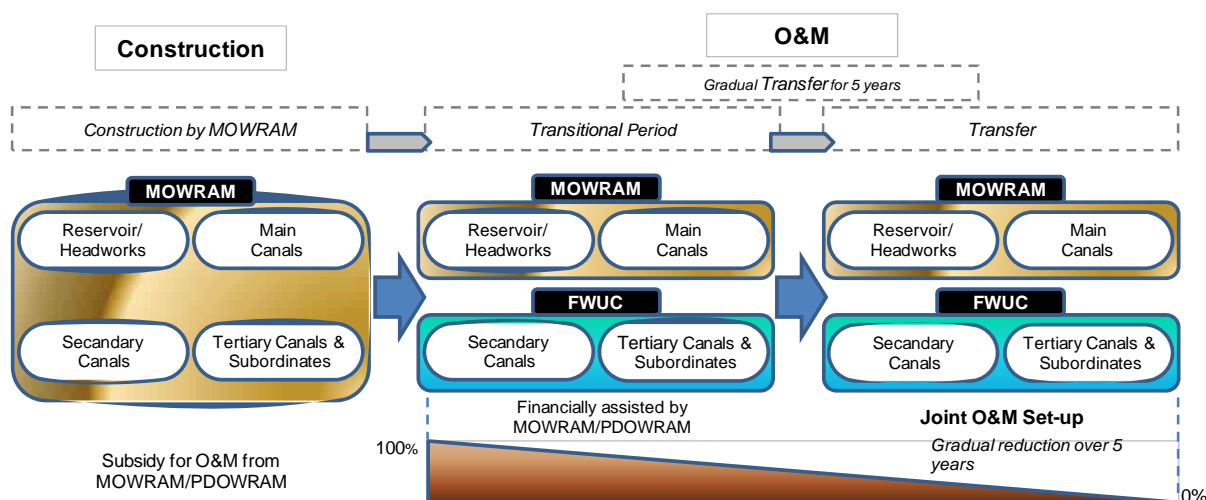 Construction
O&M
Gradual Transfer for 5 years
Construction by MOWRAM
Transitional Period
Transfer
MOWRAM
Reservoir/
Headworks
Main
Canals
Secandary
Canals
Tertiary Canals &
Subordinates
MOWRAM
Reservoir/
Headworks
Main
Canals
FWUC
Secandary
Canals
Tertiary Canals &
Subordinates
MOWRAM
Reservoir/
Headworks
Main
Canals
FWUC
Secandary
Canals
Tertiary Canals &
Subordinates
Financially assisted by
MOWRAM/PDOWRAM
Joint O&M Set-up
Gradual reduction over 5
years
100%
0%
Subsidy for O&M from
MOWRAM/PDOWRAM